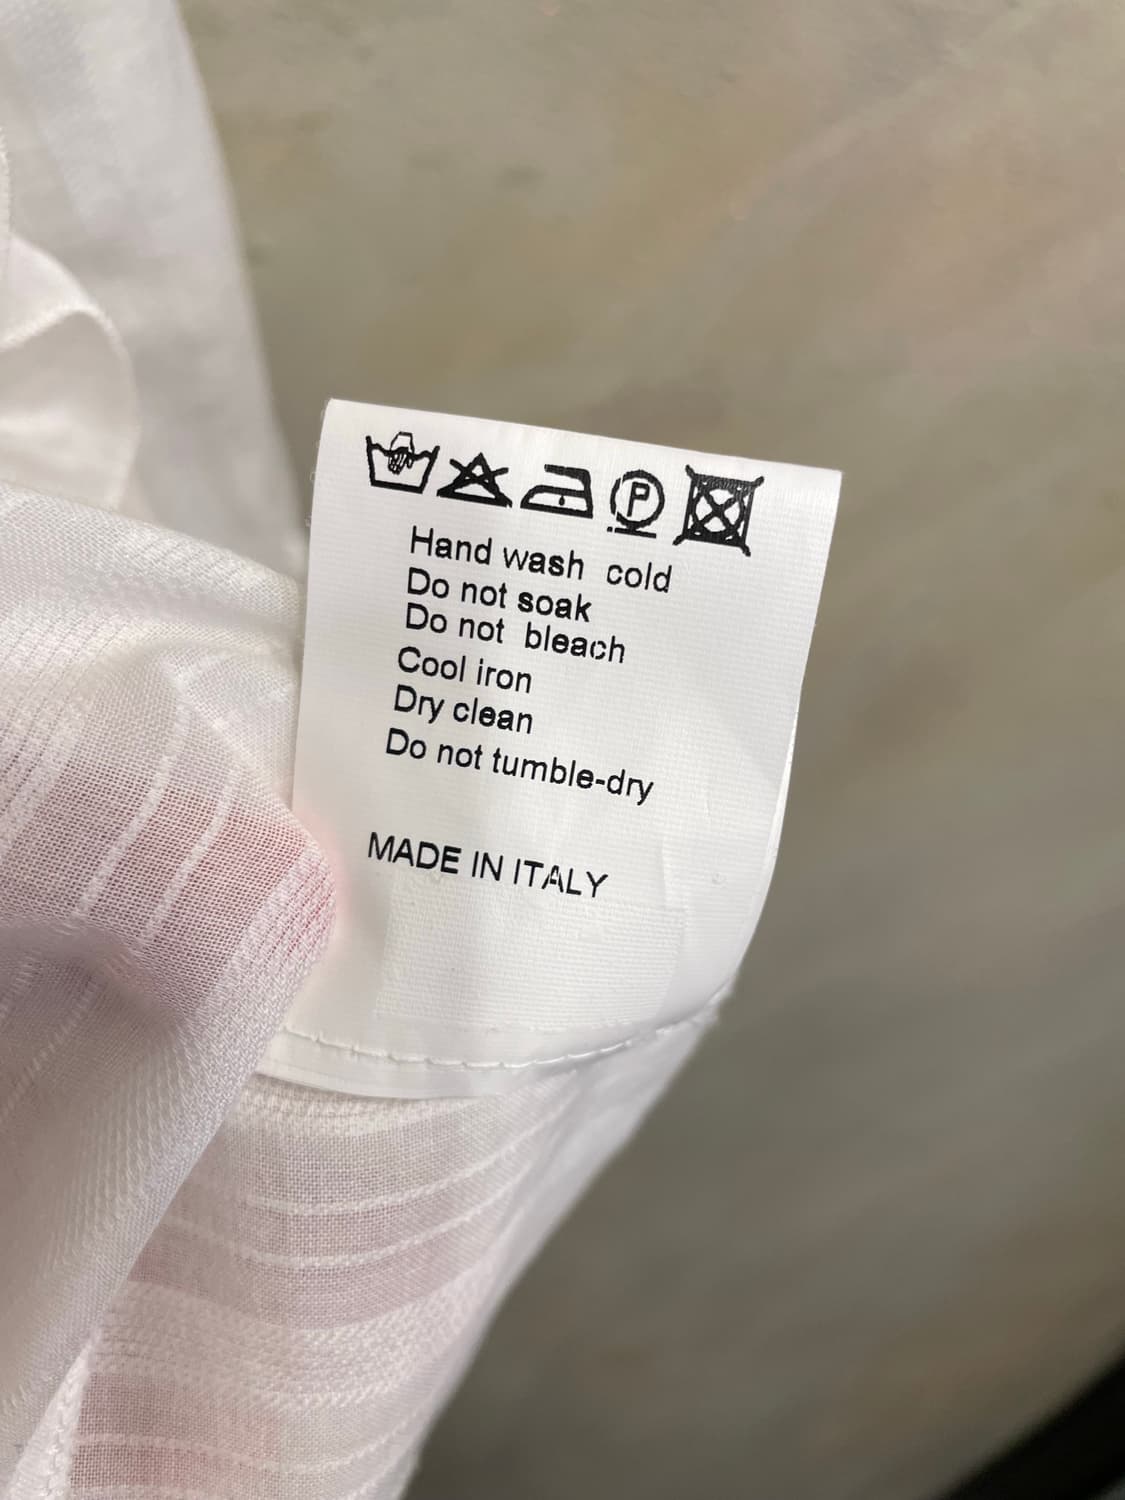 P
Hand wash cold
Do not soak
Do not bleach
Cool iron
Dry clean
Do not tumble-dry
MADE IN ITALY